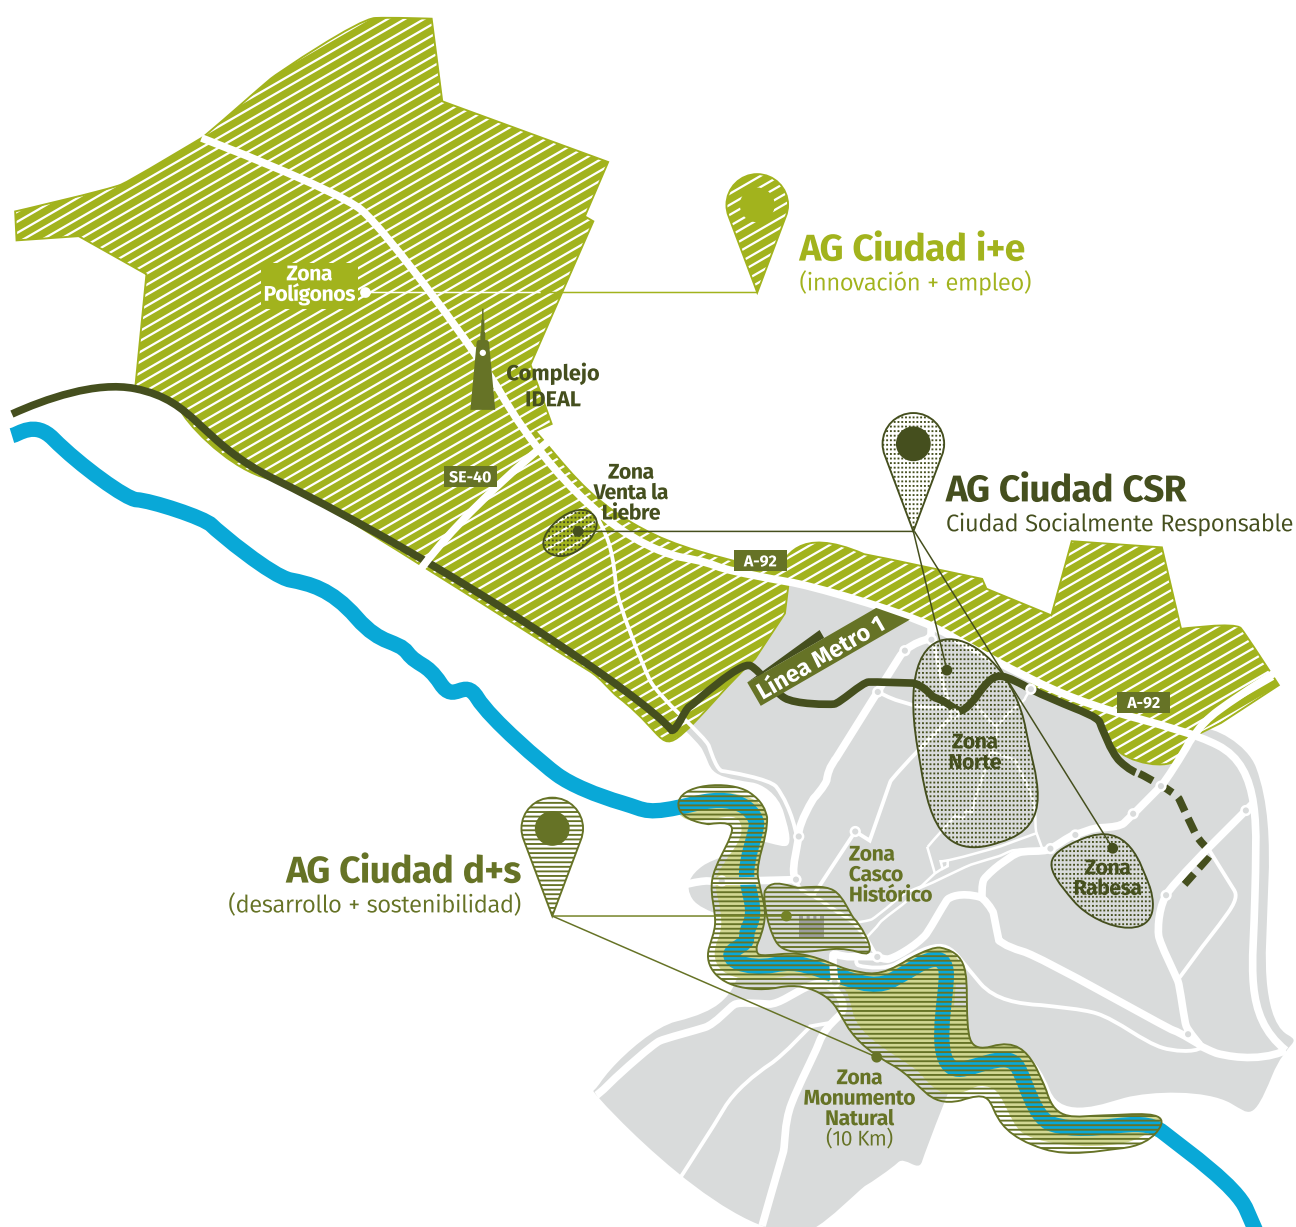 AG Ciudad i+e
(innovación + empleo)
Zona
Polígonos
Complejo
IDEAL
SE-40
Zona
Venta la
Liebre
AG Ciudad CSR
Ciudad Socialmente Responsable
A-92
Línea Metro 1
A-92
Zona
Norte
AG Ciudad d+s
(desarrollo + sostenibilidad)
Zona
Casco
Histórico
Zona
Rabesa
Zona
Monumento
Natural
(10 Km)